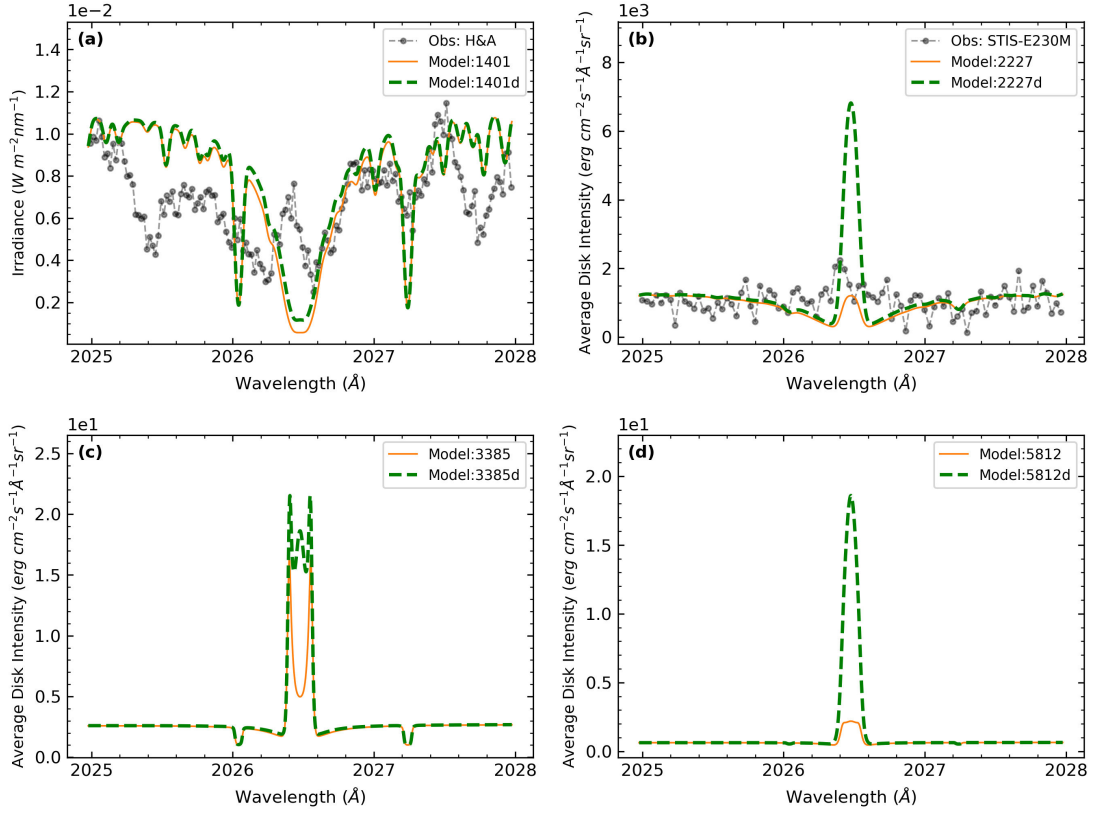 1e−2
(a)
Obs: H&A
Model:1401
Model:1401d
1.4
1.2
1.0
0.8
0.6
0.4
0.2
Irradiance (W m−2nm−1)
2025 2026 2027 2028
Wavelength (Å)
1e3
(b)
Obs: STIS-E230M
Model:2227
Model:2227d
8
6
4
2
0
Average Disk Intensity (erg cm−2s−1Å−1sr−1)
2025 2026 2027 2028
Wavelength (Å)
1e1
(c)
Model:3385
Model:3385d
2.5
2.0
1.5
1.0
0.5
0.0
Average Disk Intensity (erg cm−2s−1Å−1sr−1)
2025 2026 2027 2028
Wavelength (Å)
1e1
(d)
Model:5812
Model:5812d
2.0
1.5
1.0
0.5
0.0
Average Disk Intensity (erg cm−2s−1Å−1sr−1)
2025 2026 2027 2028
Wavelength (Å)